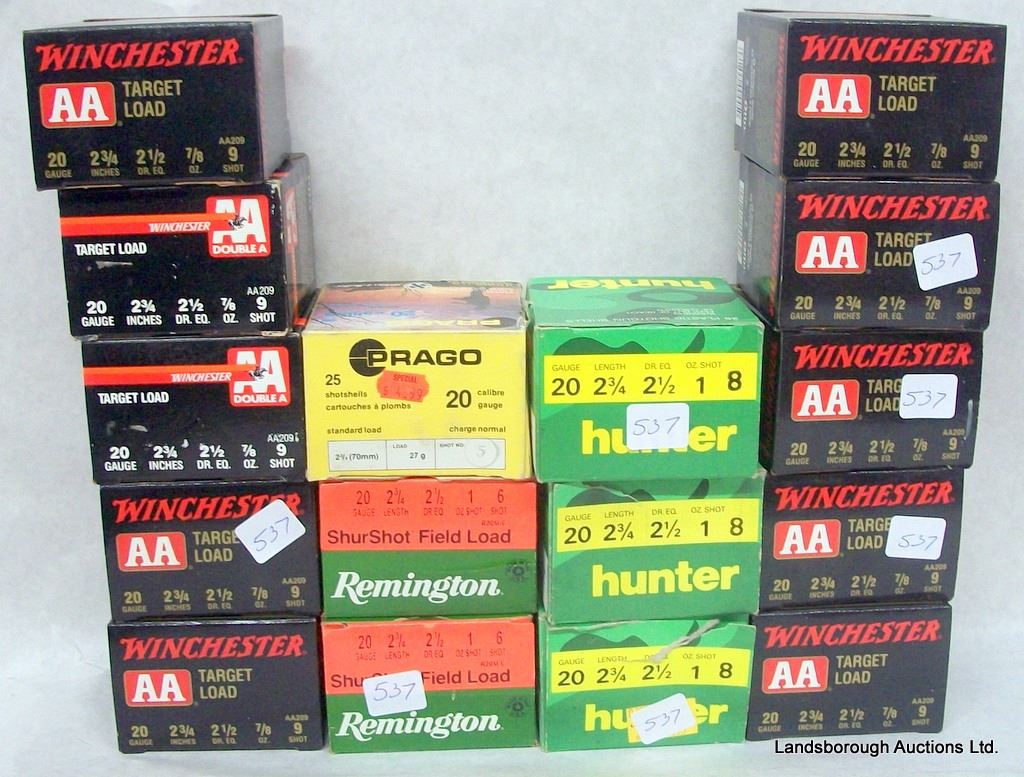 WINCHESTER
AA TARGET LOAD
AA209
20 2¾ 2½ 7/8 9
GAUGE INCHES DR. EQ. OZ. SHOT
WINCHESTER
AA
DOUBLE A
TARGET LOAD
AA209
20 2¾ 2½ ⅞ 9
GAUGE INCHES DR. EQ. OZ. SHOT
WINCHESTER
AA
DOUBLE A
TARGET LOAD
AA209
20 2¾ 2½ ⅞ 9
GAUGE INCHES DR. EQ. OZ. SHOT
WINCHESTER
AA TARGET LOAD
537
AA209
20 2¾ 2½ 7/8 9
GAUGE INCHES DR. EQ. OZ. SHOT
WINCHESTER
AA TARGET LOAD
AA209
20 2¾ 2½ 7/8 9
GAUGE INCHES DR. EQ. OZ. SHOT
PRAGO
25
shotshells
cartouches à plombs
SPECIAL
20 calibre
gauge
standard load
charge normal
2¾ (70mm)
LOAD
27 g
SHOT NO.
5
20 2¾ 2½ 1 6
GAUGE LENGTH DR EQ OZ SHOT SHOT
ShurShot Field Load
Remington
20 2¾ 2½ 1 6
GAUGE LENGTH DR EQ OZ SHOT SHOT
Field Load
537
Remington
hunter
GAUGE LENGTH DR. EQ. OZ. SHOT
20 2¾ 2½ 1 8
537
hunter
GAUGE LENGTH DR. EQ. OZ. SHOT
20 2¾ 2½ 1 8
hunter
GAUGE LENGTH OZ. SHOT
20 2¾ 2½ 1 8
537
WINCHESTER
AA TARGET LOAD
AA209
20 2¾ 2½ 7/8 9
GAUGE INCHES DR. EQ. OZ. SHOT
WINCHESTER
AA TARGET LOAD
537
AA209
20 2¾ 2½ 7/8 9
GAUGE INCHES DR. EQ. OZ. SHOT
WINCHESTER
AA LOAD
537
AA209
20 2¾ 2½ 7/8 9
GAUGE INCHES DR. EQ. OZ. SHOT
WINCHESTER
AA LOAD
537
AA209
20 2¾ 2½ 7/8 9
GAUGE INCHES DR. EQ. OZ. SHOT
WINCHESTER
AA TARGET LOAD
AA209
20 2¾ 2½ 7/8 9
GAUGE INCHES DR. EQ. OZ. SHOT
Landsborough Auctions Ltd.